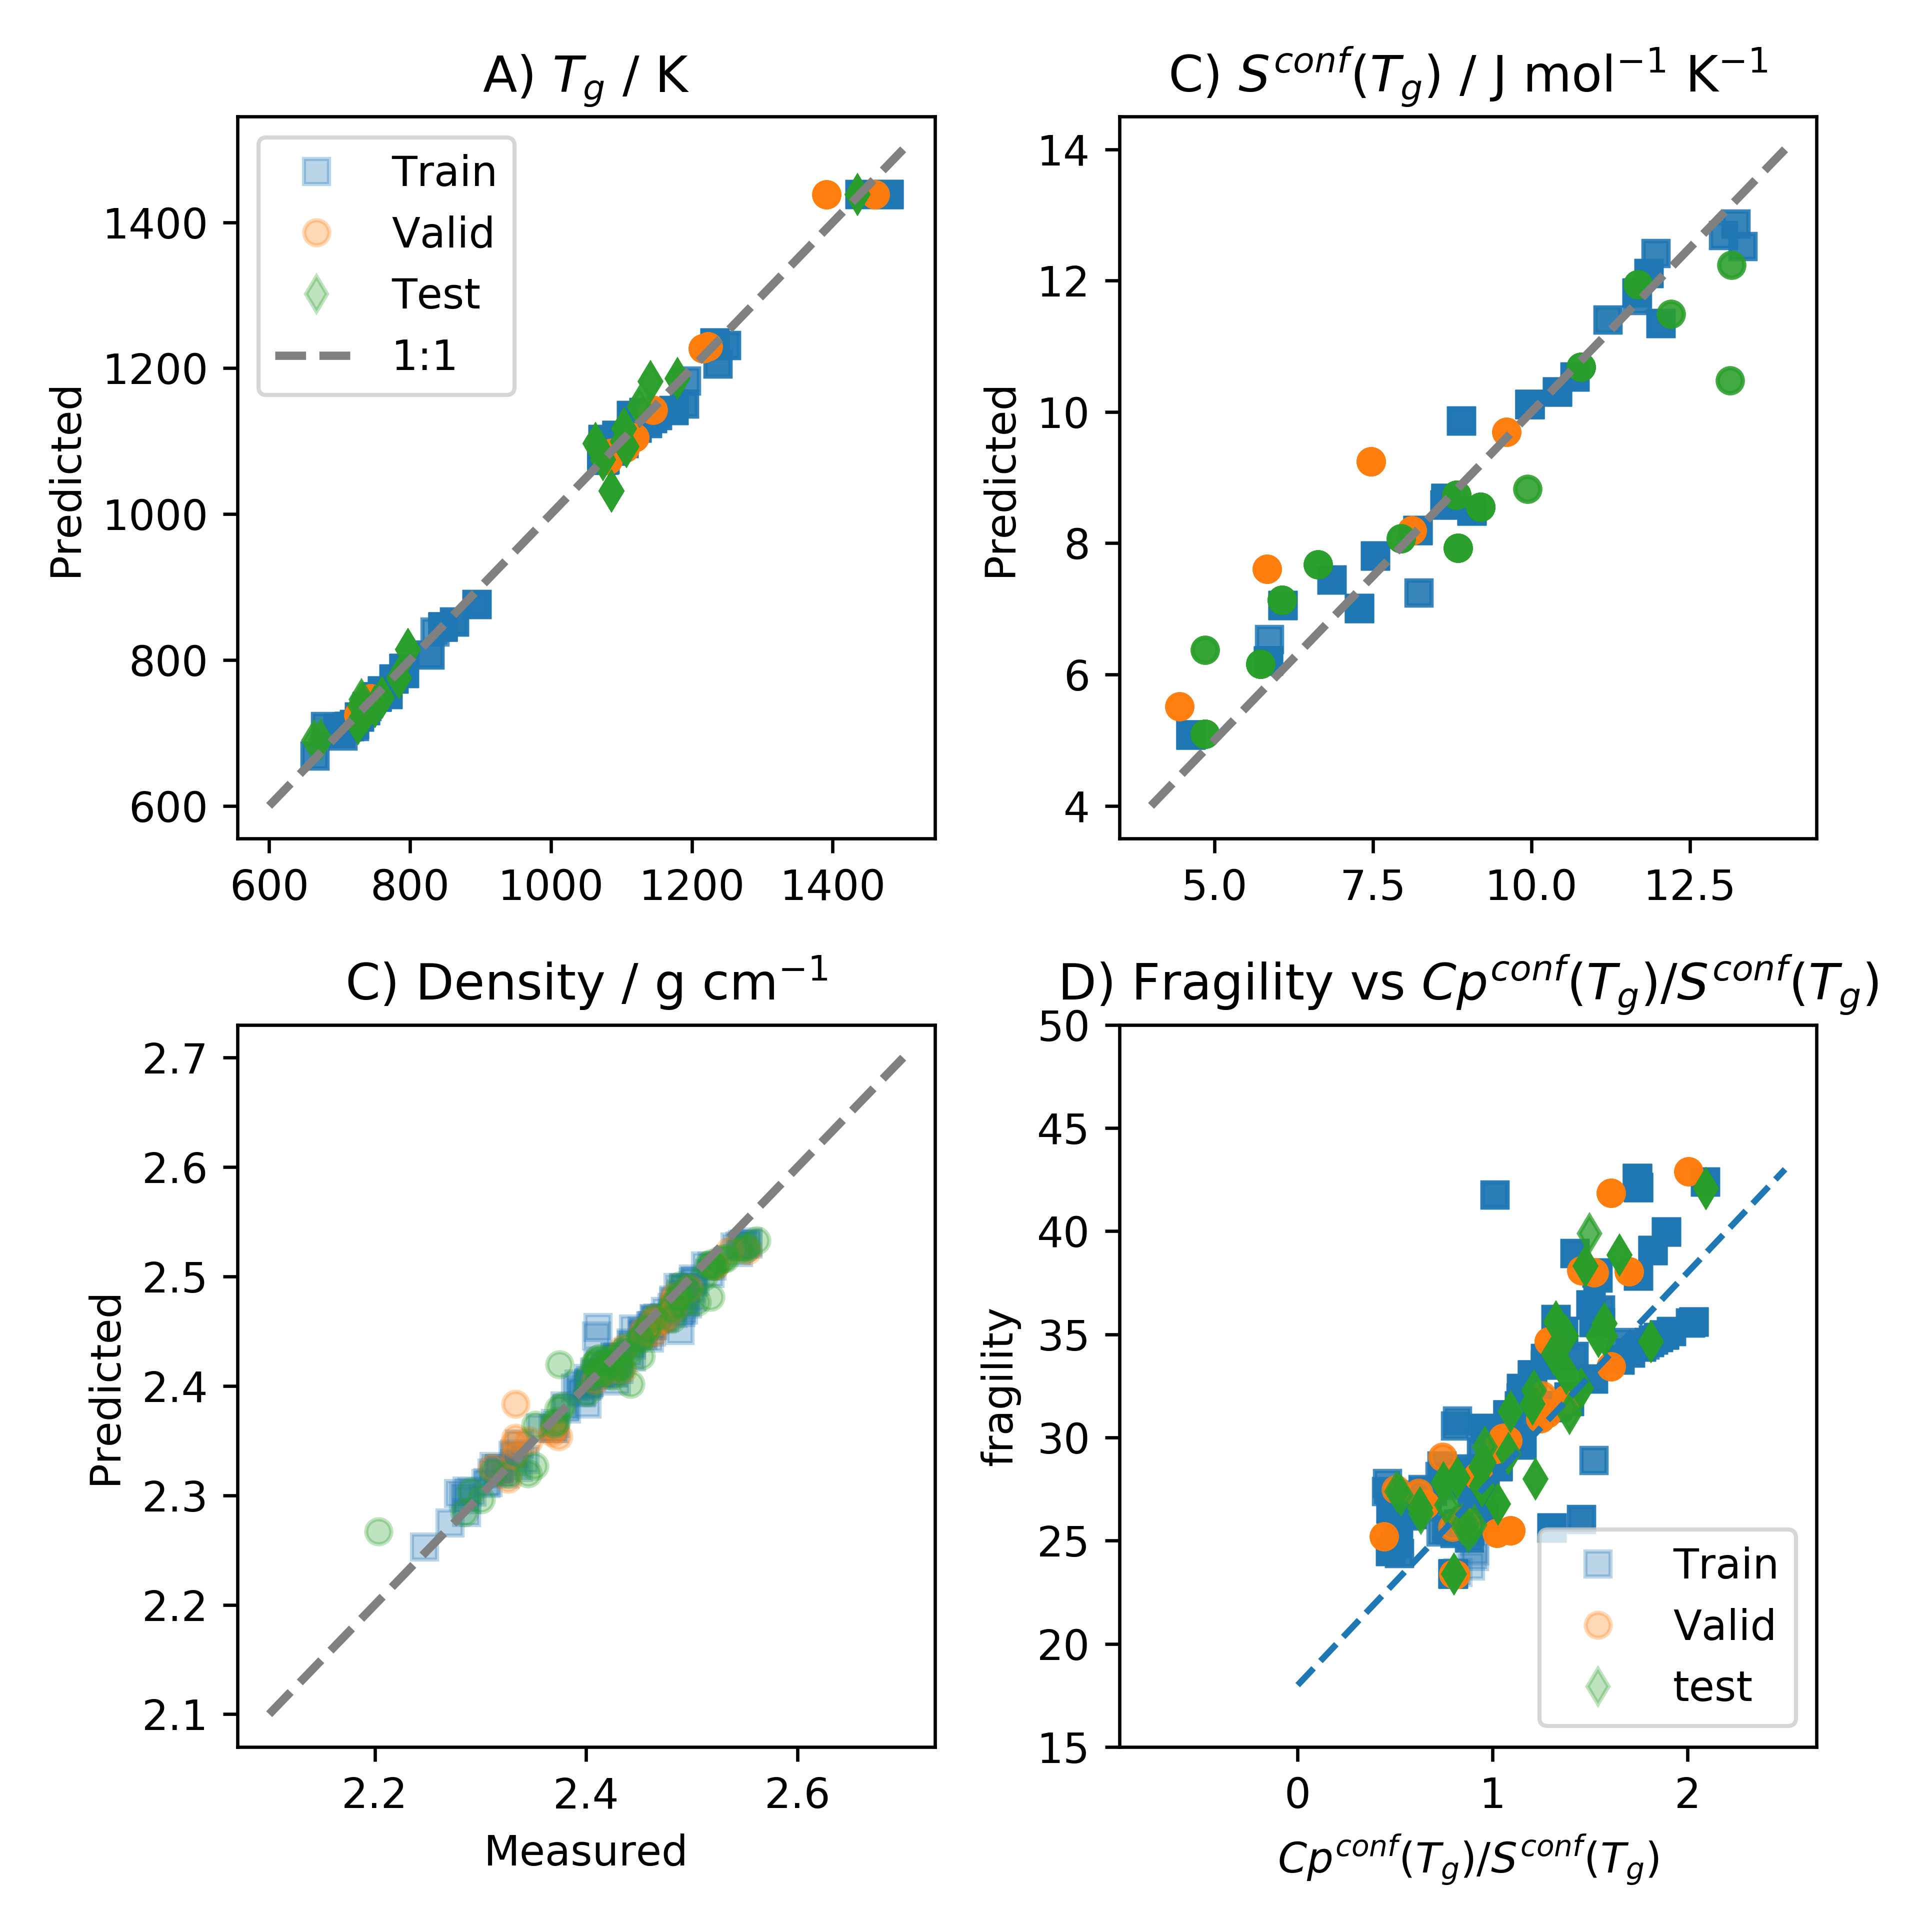 A) T_g / K
Train
Valid
Test
1:1
Predicted
1400
1200
1000
800
600
600 800 1000 1200 1400
C) S^conf(T_g) / J mol⁻¹ K⁻¹
Predicted
14
12
10
8
6
4
5.0 7.5 10.0 12.5
C) Density / g cm⁻¹
Predicted
2.7
2.6
2.5
2.4
2.3
2.2
2.1
2.2 2.4 2.6
Measured
D) Fragility vs Cp^conf(T_g)/S^conf(T_g)
fragility
50
45
40
35
30
25
20
15
Train
Valid
test
0 1 2
Cp^conf(T_g)/S^conf(T_g)